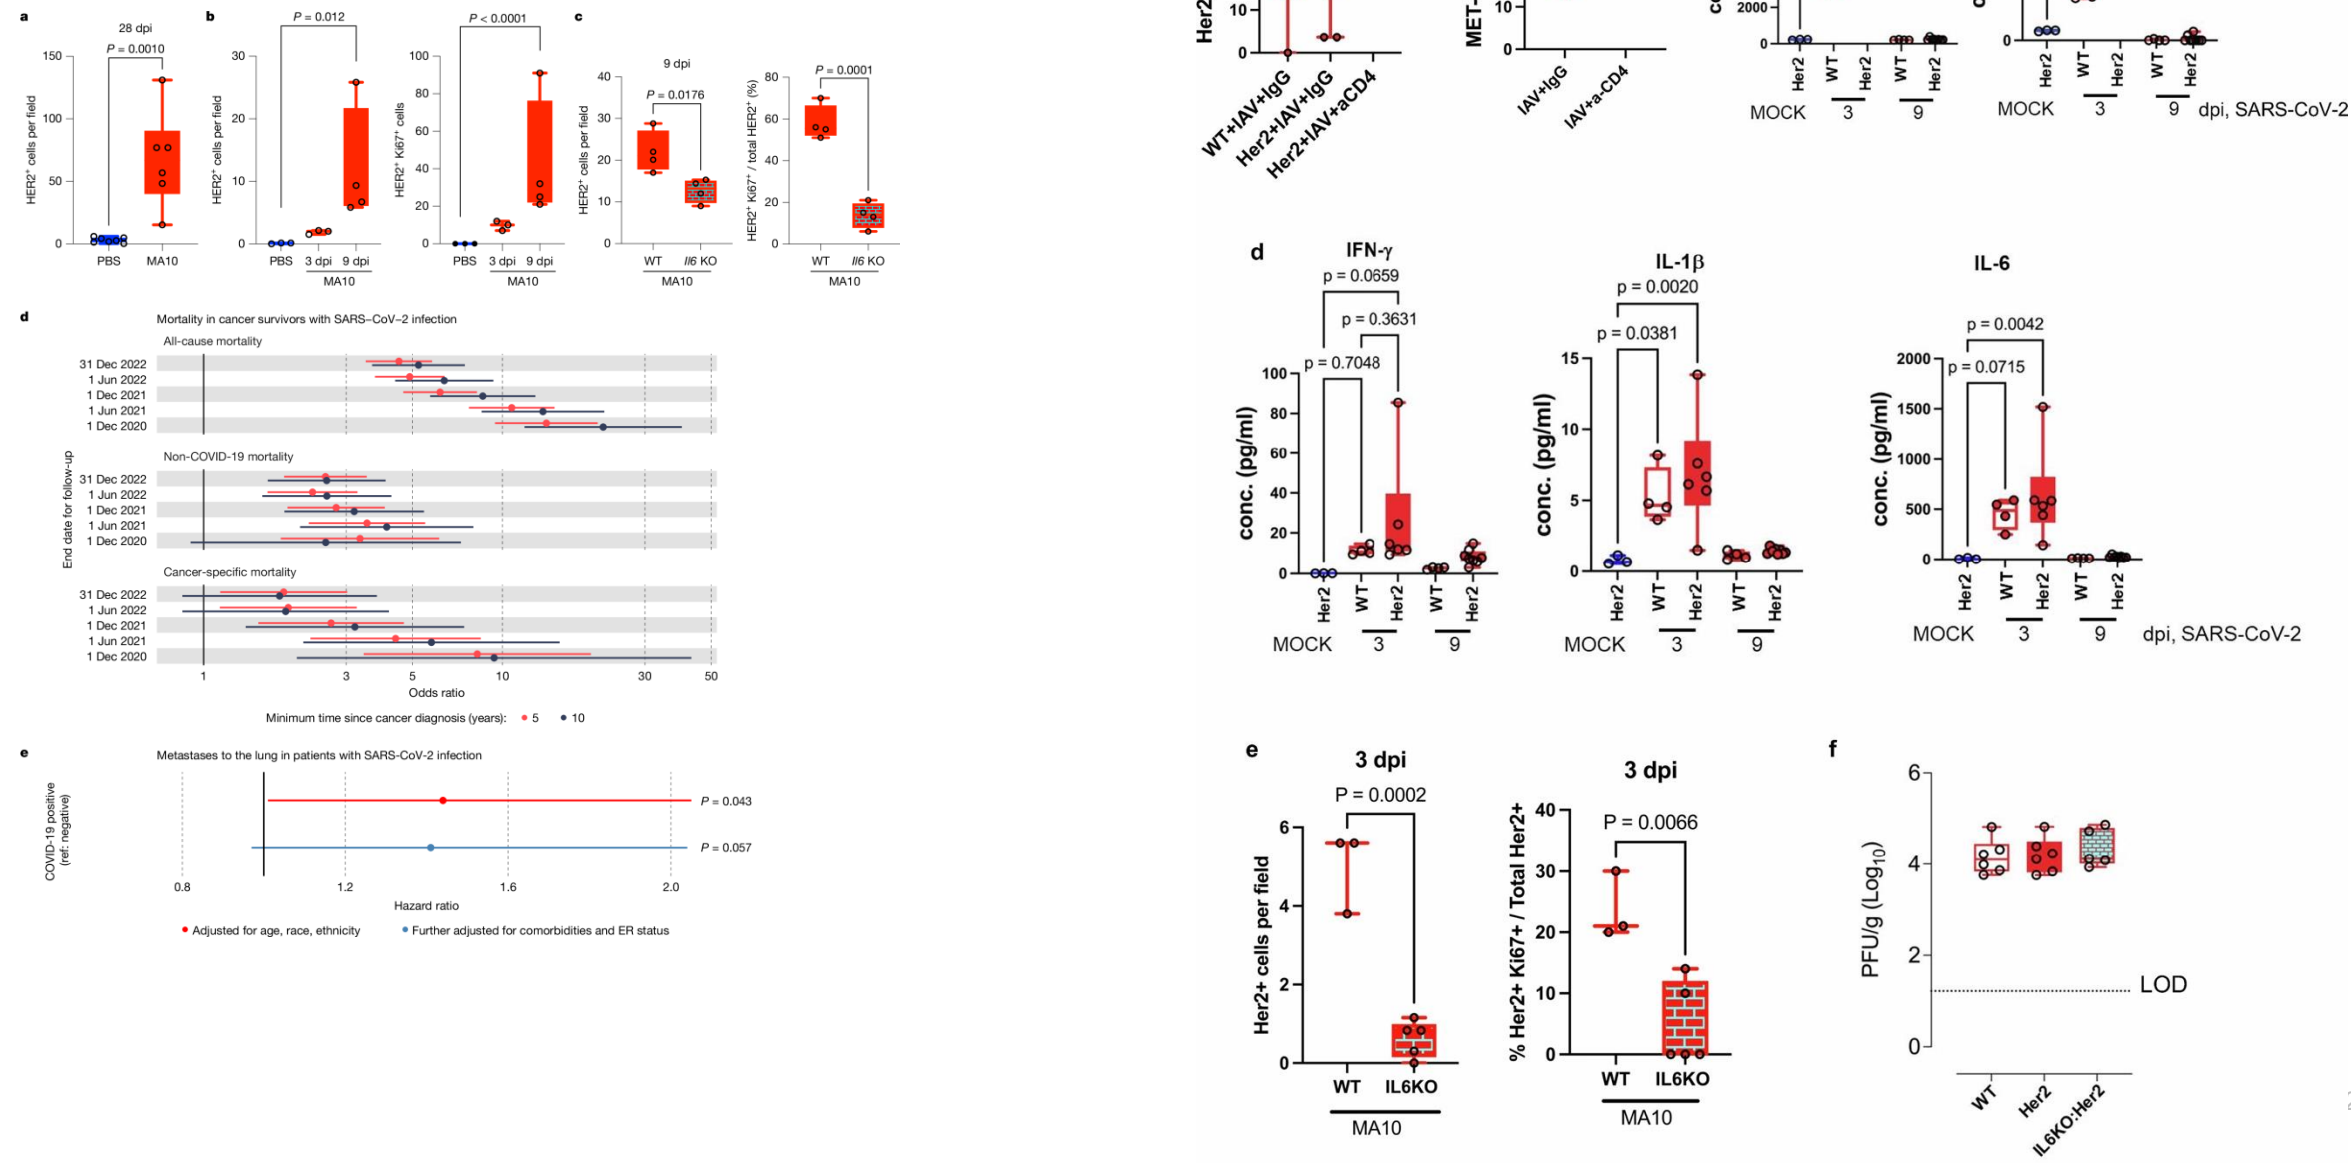 a
28 dpi
P = 0.0010
HER2+ cells per field
150
100
50
0
PBS
MA10
b
P = 0.012
HER2+ cells per field
30
20
10
0
PBS
3 dpi
9 dpi
MA10
P < 0.0001
HER2+ Ki67+ cells
100
80
60
40
20
0
PBS
3 dpi
9 dpi
MA10
c
9 dpi
P = 0.0176
HER2+ cells per field
40
30
20
10
0
WT
Il6 KO
MA10
P = 0.0001
HER2+ Ki67+ / total HER2+ (%)
80
60
40
20
0
WT
Il6 KO
MA10
d
Mortality in cancer survivors with SARS–CoV–2 infection
End date for follow-up
All-cause mortality
31 Dec 2022
1 Jun 2022
1 Dec 2021
1 Jun 2021
1 Dec 2020
Non-COVID-19 mortality
31 Dec 2022
1 Jun 2022
1 Dec 2021
1 Jun 2021
1 Dec 2020
Cancer-specific mortality
31 Dec 2022
1 Jun 2022
1 Dec 2021
1 Jun 2021
1 Dec 2020
1 3 5 10 30 50
Odds ratio
Minimum time since cancer diagnosis (years): 5 10
e
Metastases to the lung in patients with SARS-CoV-2 infection
COVID-19 positive
(ref: negative)
P = 0.043
P = 0.057
0.8 1.2 1.6 2.0
Hazard ratio
Adjusted for age, race, ethnicity
Further adjusted for comorbidities and ER status
Her2
10
0
WT+IAV+IgG
Her2+IAV+IgG
Her2+IAV+aCD4
MET-
10
0
IAV+IgG
IAV+a-CD4
2000
0
Her2
WT
Her2
WT
Her2
MOCK
3
9
0
Her2
WT
Her2
WT
Her2
MOCK
3
9
dpi, SARS-CoV-2
d
IFN-γ
p = 0.0659
p = 0.3631
p = 0.7048
conc. (pg/ml)
100
80
60
40
20
0
Her2
WT
Her2
WT
Her2
MOCK
3
9
IL-1β
p = 0.0020
p = 0.0381
conc. (pg/ml)
15
10
5
0
Her2
WT
Her2
WT
Her2
MOCK
3
9
IL-6
p = 0.0042
p = 0.0715
conc. (pg/ml)
2000
1500
1000
500
0
Her2
WT
Her2
WT
Her2
MOCK
3
9
dpi, SARS-CoV-2
e
3 dpi
P = 0.0002
Her2+ cells per field
6
4
2
0
WT
IL6KO
MA10
3 dpi
P = 0.0066
% Her2+ Ki67+ / Total Her2+
40
30
20
10
0
WT
IL6KO
MA10
f
PFU/g (Log10)
6
4
2
0
LOD
WT
Her2
IL6KO:Her2